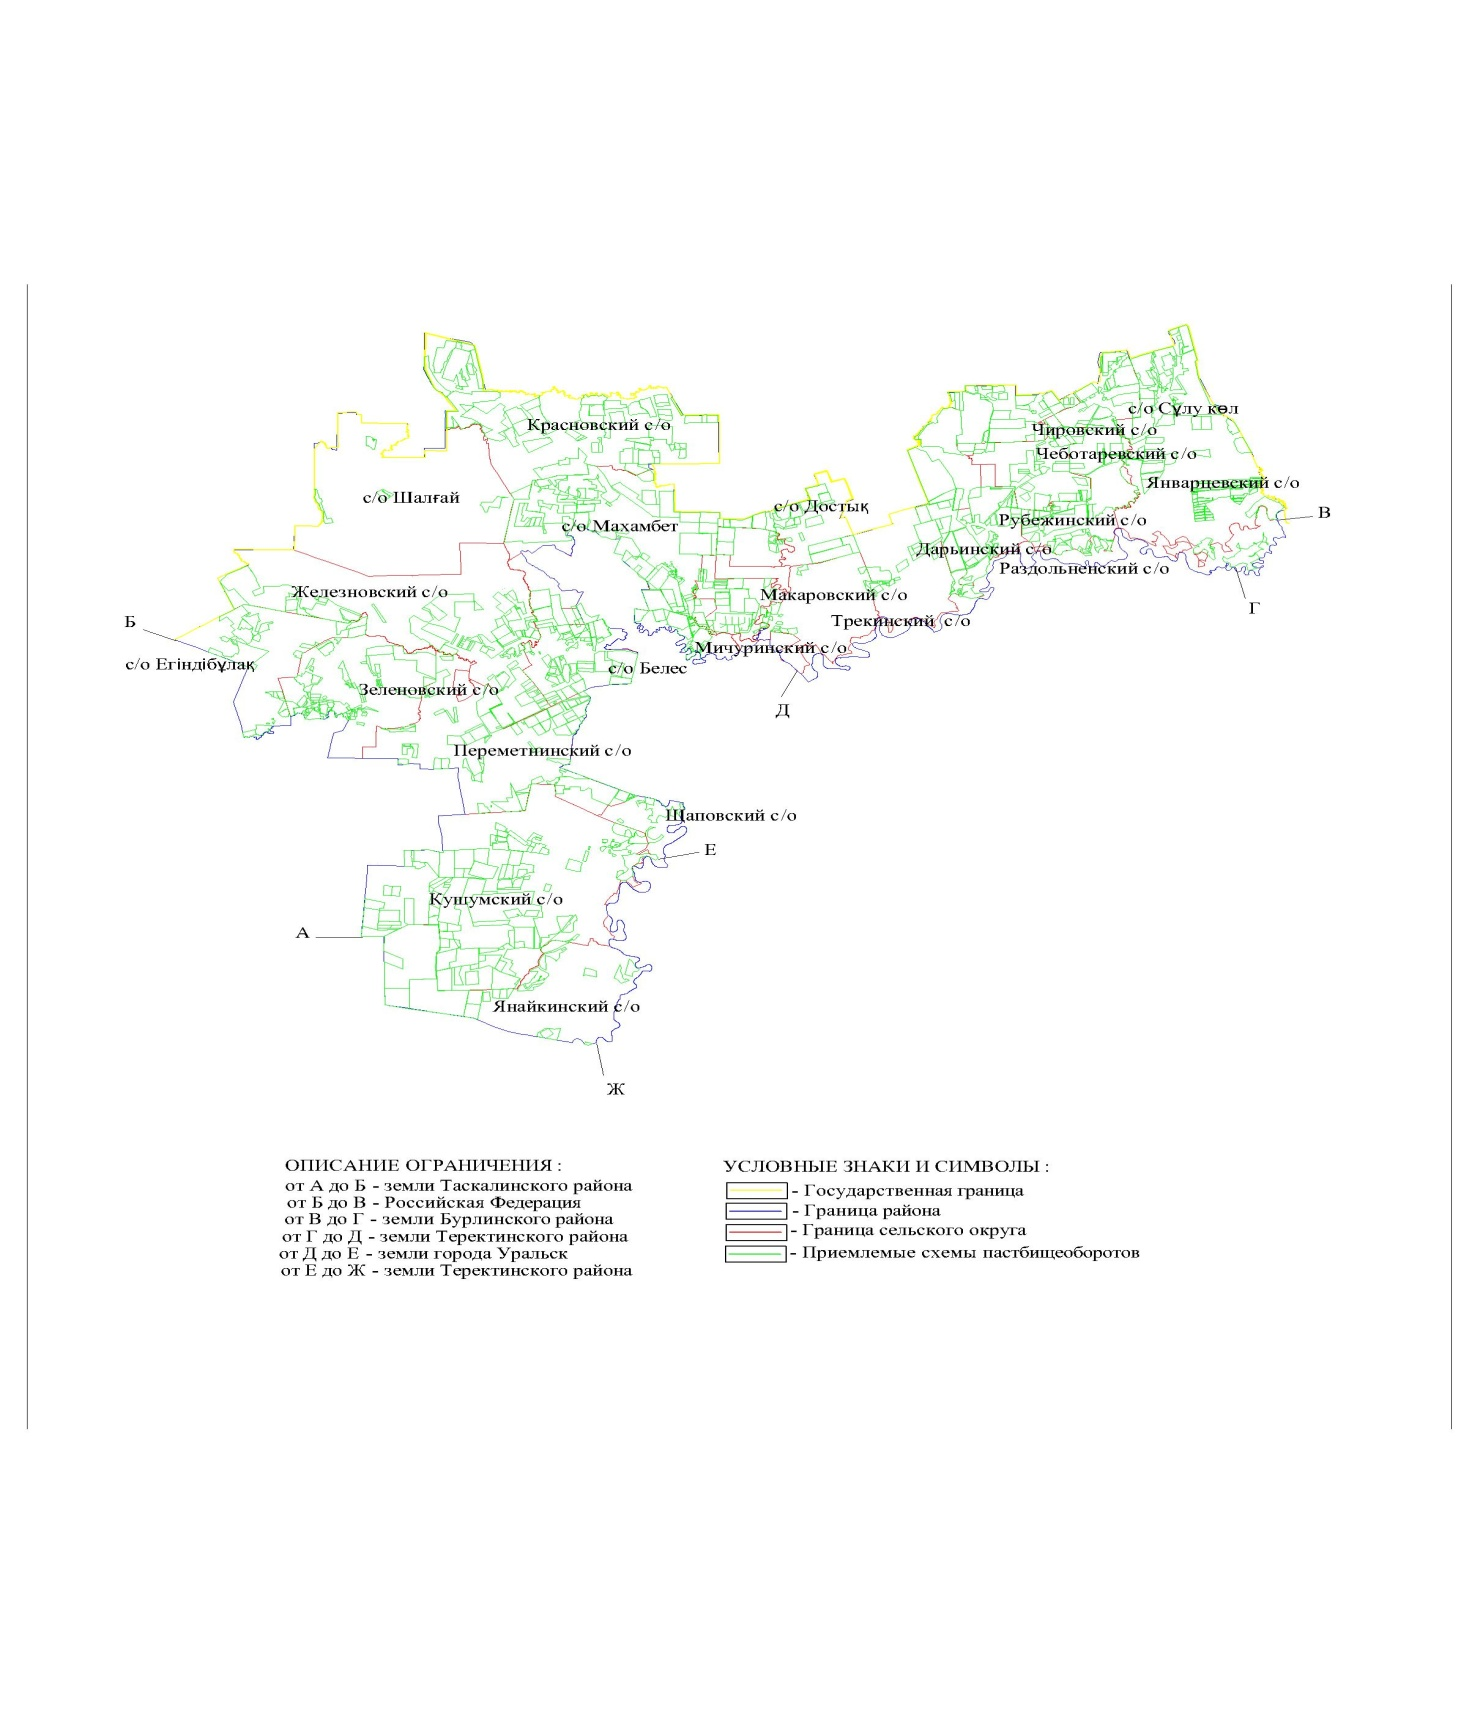 с/о Сұлу көл
Красновский с/о
Чировский с/о
Чеботаревский с/о
Январцевский с/о
с/о Шалғай
с/о Достық
В
с/о Махамбет
Рубежинский с/о
Дарьинский с/о
Раздольненский с/о
Железновский с/о
Макаровский с/о
Г
Б
Трекинский с/о
Мичуринский с/о
с/о Егіндібұлақ
с/о Белес
Зеленовский с/о
Д
Переметнинский с/о
Щаповский с/о
Е
Кушумский с/о
А
Янайкинский с/о
Ж
ОПИСАНИЕ ОГРАНИЧЕНИЯ :
от А до Б - земли Таскалинского района
от Б до В - Российская Федерация
от В до Г - земли Бурлинского района
от Г до Д - земли Теректинского района
от Д до Е - земли города Уральск
от Е до Ж - земли Теректинского района
УСЛОВНЫЕ ЗНАКИ И СИМВОЛЫ :
- Государственная граница
- Граница района
- Граница сельского округа
- Приемлемые схемы пастбищеоборотов